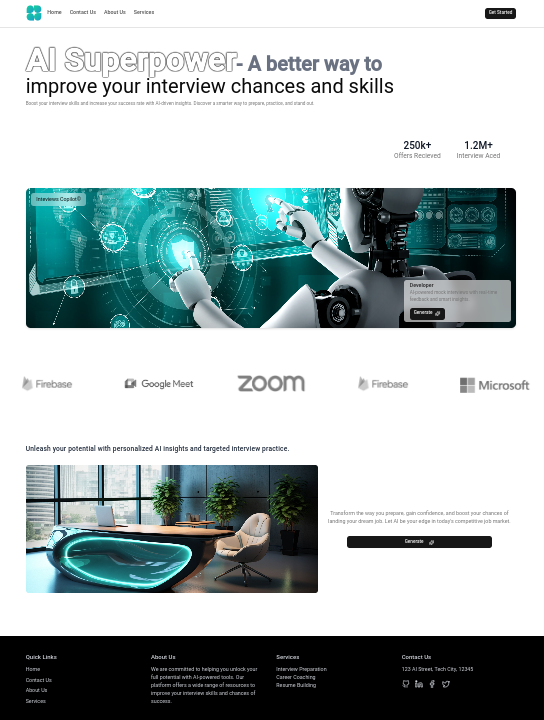 Home Contact Us About Us Services Get Started
AI Superpower- A better way to
improve your interview chances and skills
Boost your interview skills and increase your success rate with AI-driven insights. Discover a smarter way to prepare, practice, and stand out.
250k+ 1.2M+
Offers Recieved Interview Aced
Inteviews Copilot©
Developer
AI-powered mock interviews with real-time
feedback and smart insights
Generate
Firebase Google Meet zoom Firebase Microsoft
Unleash your potential with personalized AI insights and targeted interview practice.
Transform the way you prepare, gain confidence, and boost your chances of
landing your dream job. Let AI be your edge in today's competitive job market.
Generate
Quick Links
Home
Contact Us
About Us
Services
About Us
We are committed to helping you unlock your
full potential with AI-powered tools. Our
platform offers a wide range of resources to
improve your interview skills and chances of
success.
Services
Interview Preparation
Career Coaching
Resume Building
Contact Us
123 AI Street, Tech City, 12345